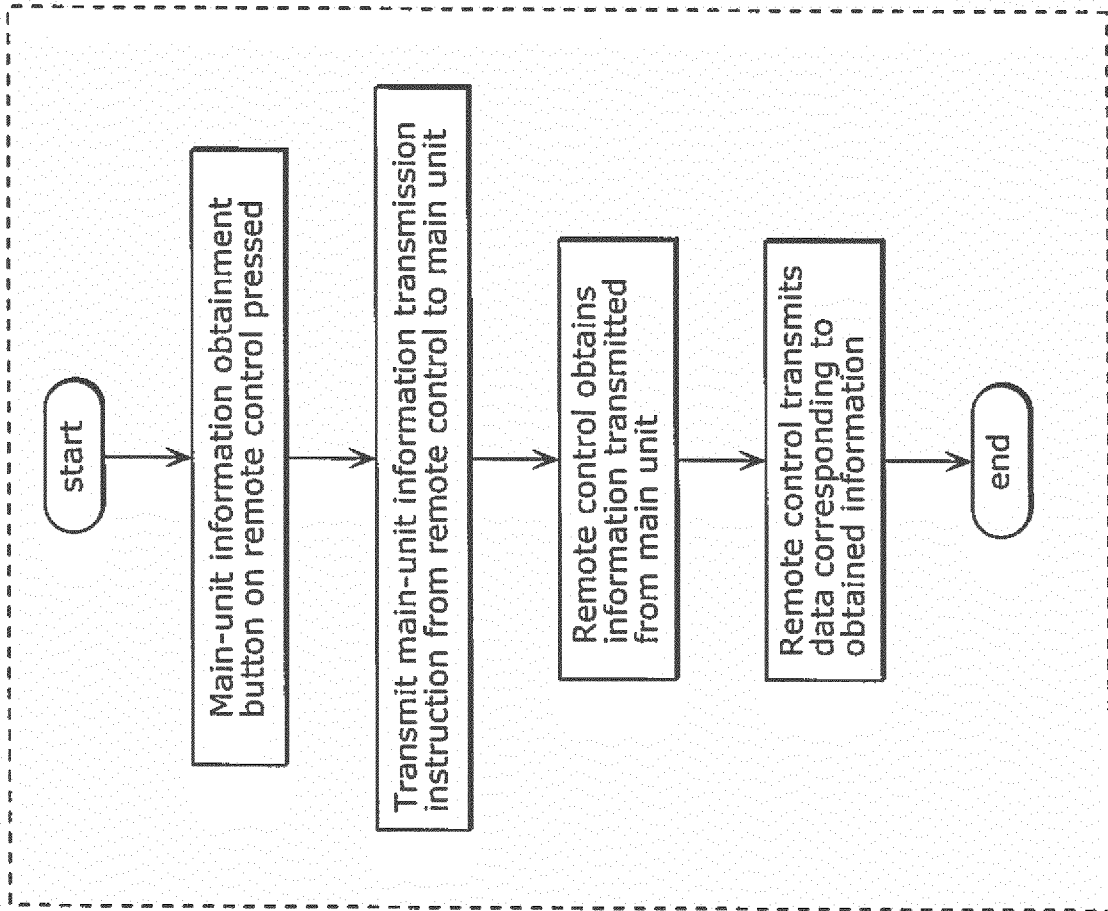 start
Main-unit information obtainment
button on remote control pressed
Transmit main-unit information transmission
instruction from remote control to main unit
Remote control obtains
information transmitted
from main unit
Remote control transmits
data corresponding to
obtained information
end